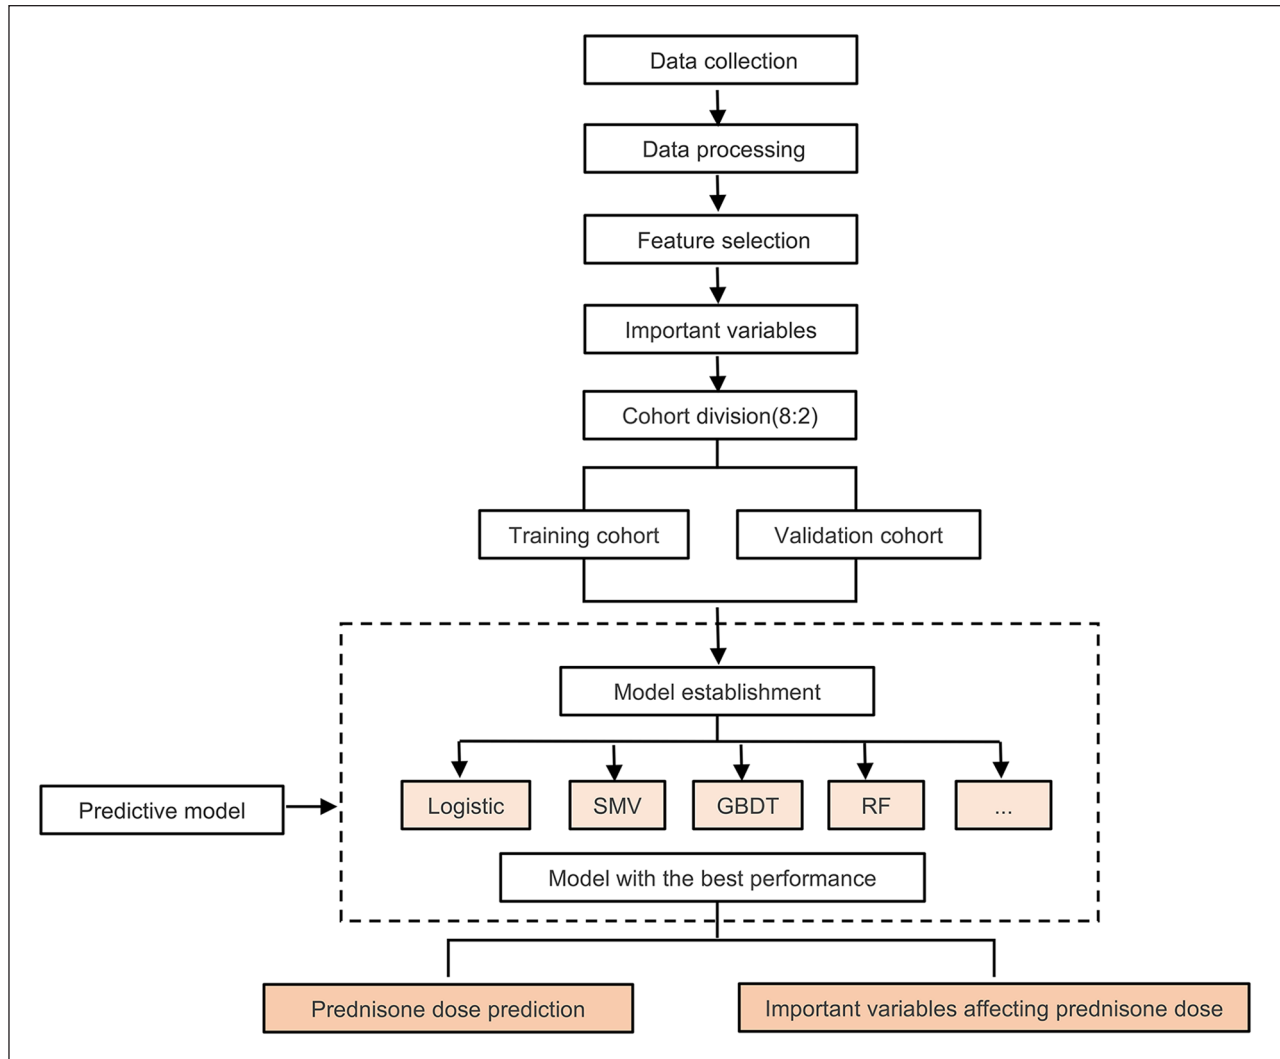 Data collection
Data processing
Feature selection
Important variables
Cohort division(8:2)
Training cohort
Validation cohort
Model establishment
Logistic
SMV
GBDT
RF
...
Predictive model
Model with the best performance
Prednisone dose prediction
Important variables affecting prednisone dose